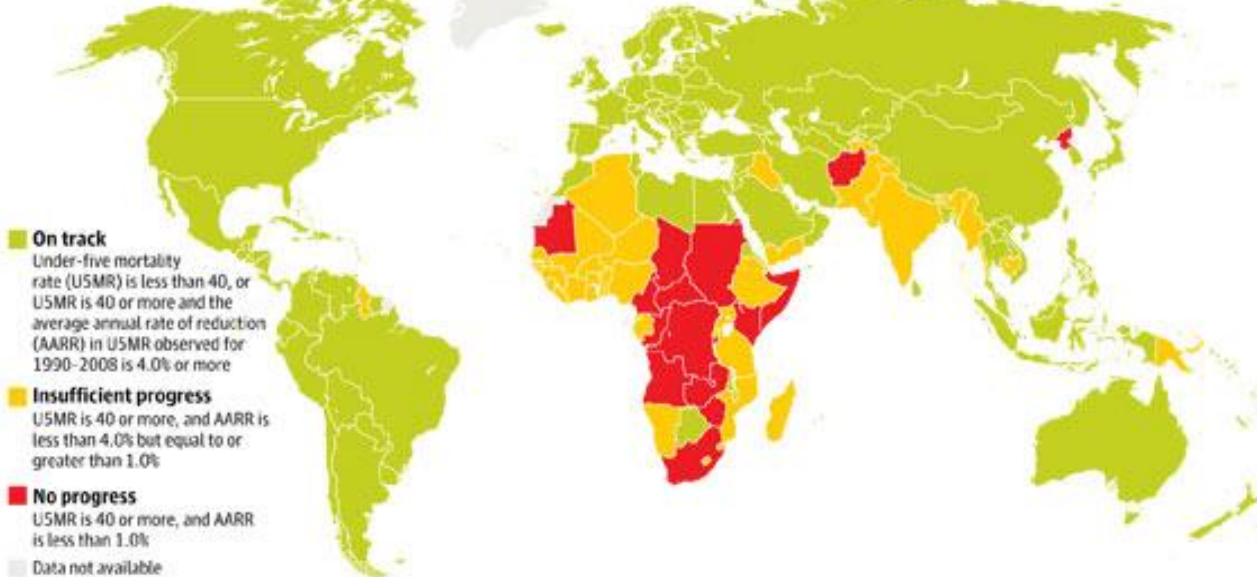 On track
Under-five mortality
rate (U5MR) is less than 40, or
U5MR is 40 or more and the
average annual rate of reduction
(AARR) in U5MR observed for
1990-2008 is 4.0% or more
Insufficient progress
U5MR is 40 or more, and AARR is
less than 4.0% but equal to or
greater than 1.0%
No progress
U5MR is 40 or more, and AARR
is less than 1.0%
Data not available